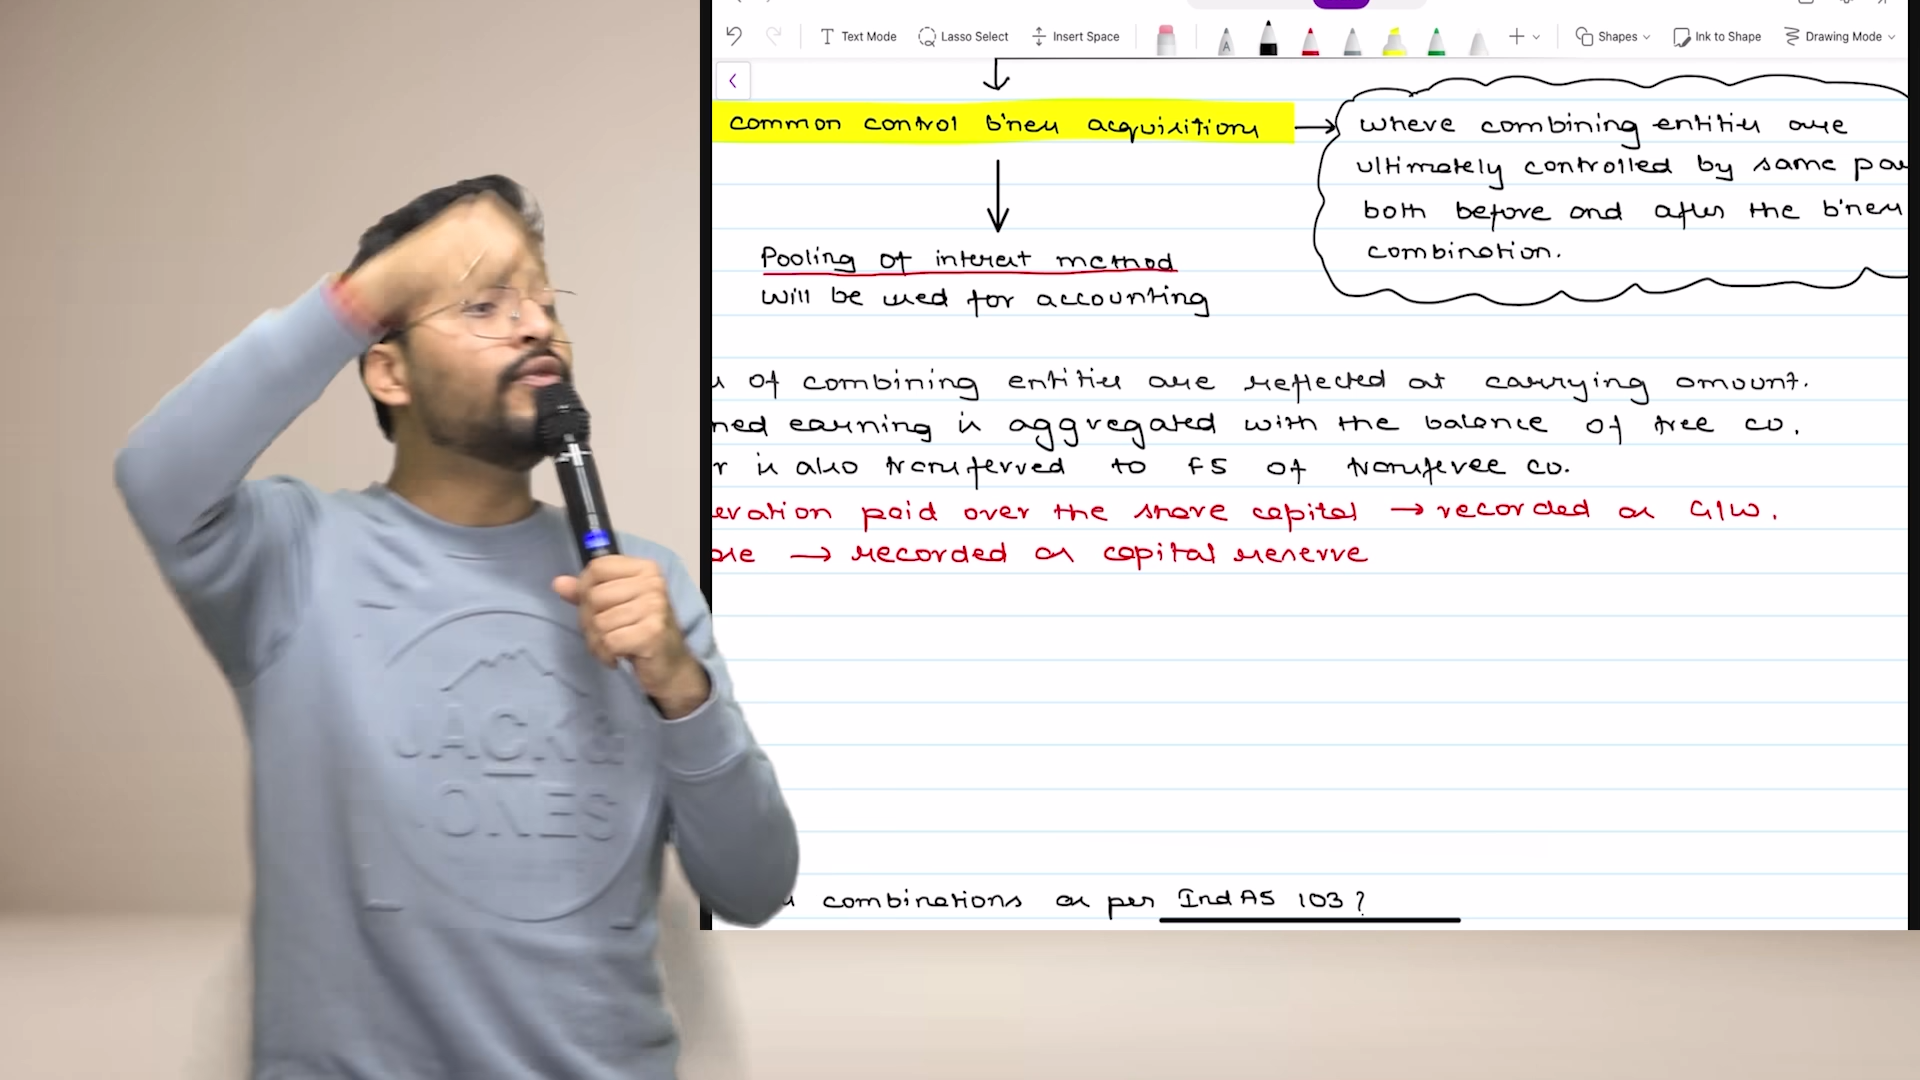 Text Mode Lasso Select Insert Space Shapes Ink to Shape Drawing Mode
common control b'ness acquisitions → where combining entities are
ultimately controlled by same
both before and after the b'ness
combination.
Pooling of interest method
will be used for accounting
of combining entities are reflected at carrying amount.
earning is aggregated with the balance of tree co.
is also transferred to FS of transferee co.
paid over the share capital → recorded as G/W.
→ recorded as capital reserve
combinations as per Ind AS 103?
JACK&
JONES